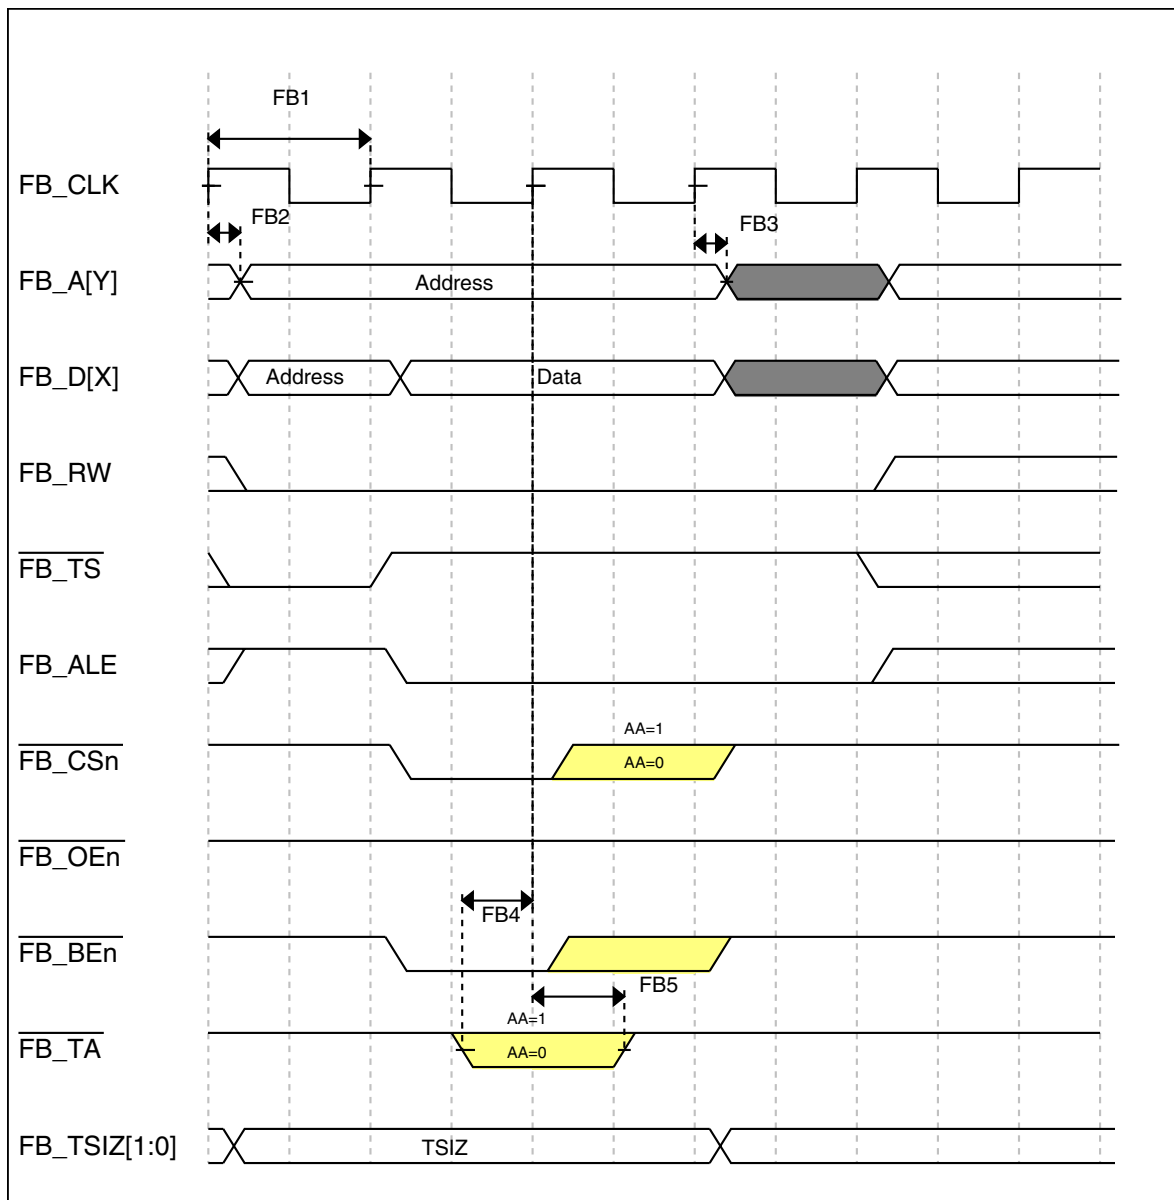 FB1
FB_CLK
FB2
FB3
FB_A[Y]
Address
FB_D[X]
Address
Data
FB_RW
FB_TS
FB_ALE
AA=1
FB_CSn
AA=0
FB_OEn
FB4
FB_BEn
FB5
AA=1
FB_TA
AA=0
FB_TSIZ[1:0]
TSIZ